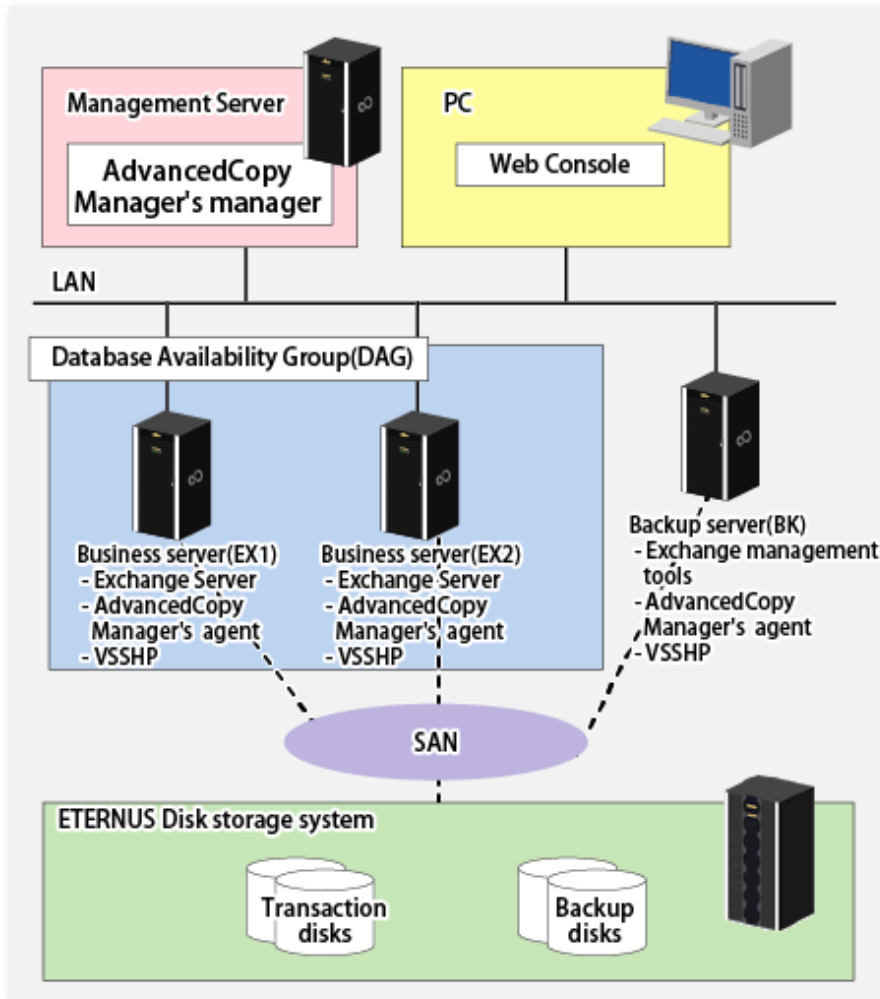 Management Server
AdvancedCopy
Manager's manager
PC
Web Console
LAN
Database Availability Group(DAG)
Business server(EX1)
- Exchange Server
- AdvancedCopy
Manager's agent
- VSSHP
Business server(EX2)
- Exchange Server
- AdvancedCopy
Manager's agent
- VSSHP
Backup server(BK)
- Exchange management
tools
- AdvancedCopy
Manager's agent
- VSSHP
SAN
ETERNUS Disk storage system
Transaction
disks
Backup
disks